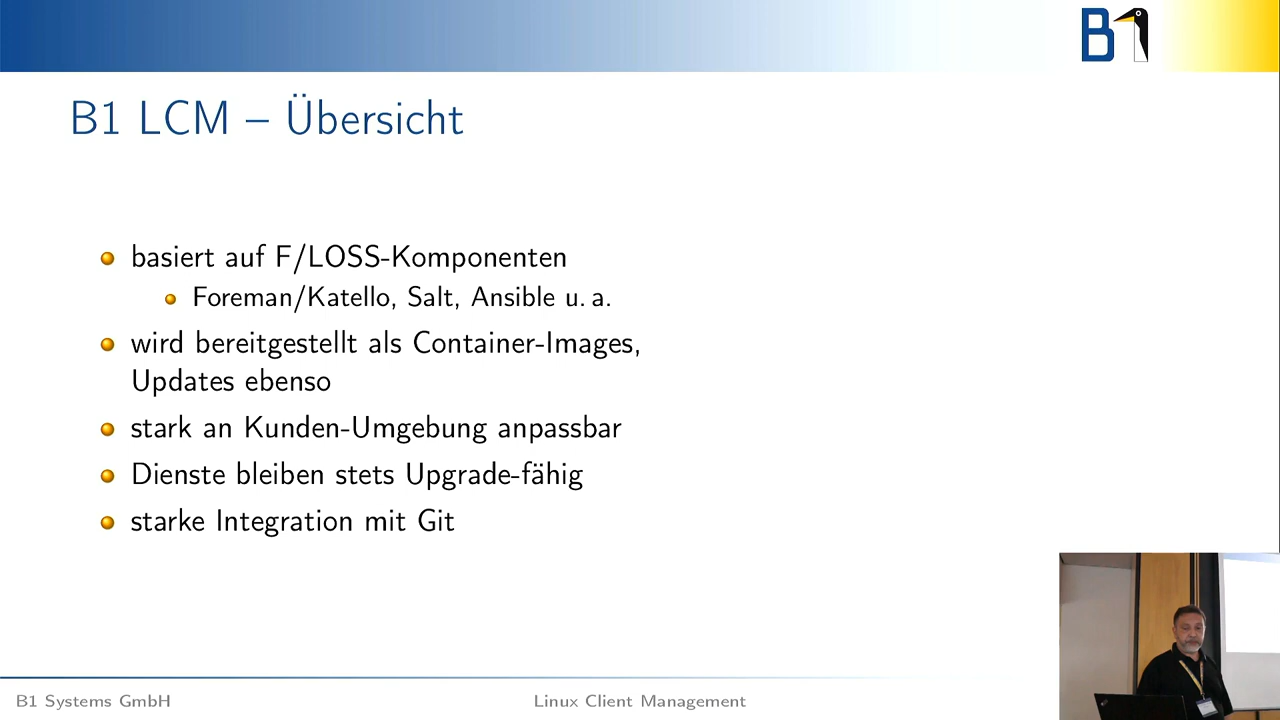 B1
B1 LCM – Übersicht
basiert auf F/LOSS-Komponenten
Foreman/Katello, Salt, Ansible u. a.
wird bereitgestellt als Container-Images,
Updates ebenso
stark an Kunden-Umgebung anpassbar
Dienste bleiben stets Upgrade-fähig
starke Integration mit Git
B1 Systems GmbH
Linux Client Management